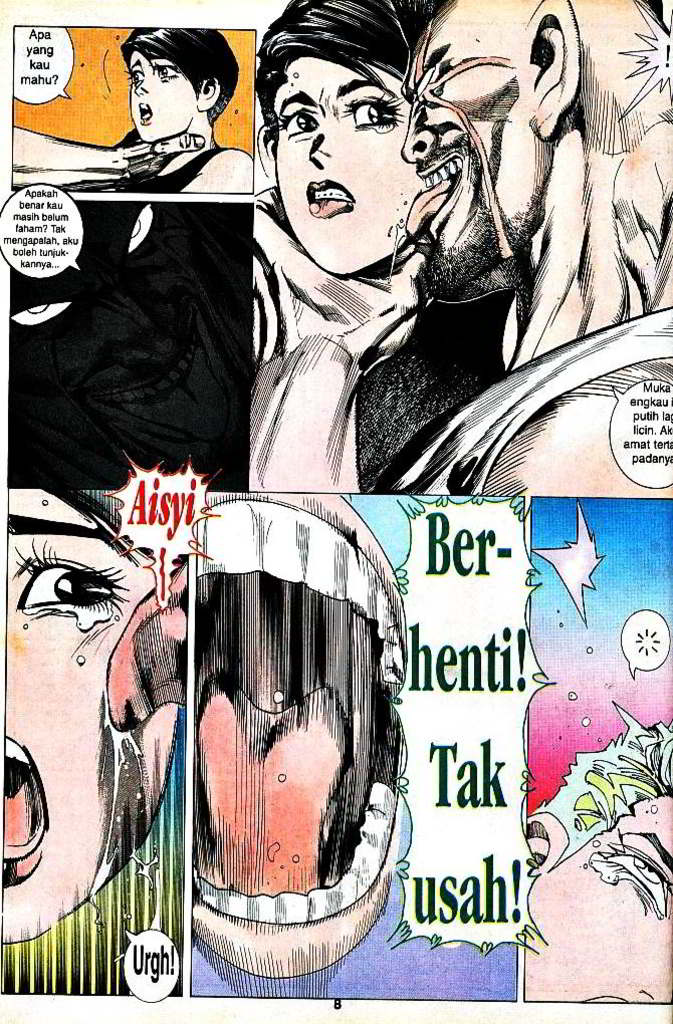 Apa
yang
kau
mahu?
Apakah
benar kau
masih belum
faham? Tak
mengapalah, aku
boleh tunjuk-
kannya...
Muka
engkau
putih
licin.
amat
padanya
Aisyi
!
Ber-
henti!
Tak
usah!
Urgh!
8